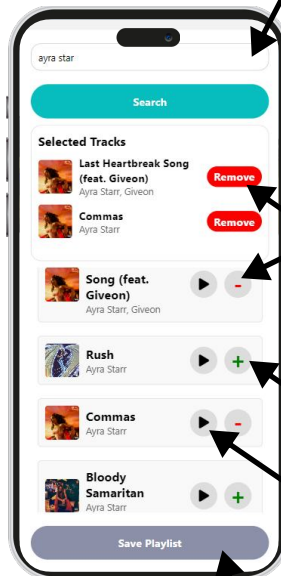 ayra star
Search
Selected Tracks
Last Heartbreak Song
(feat. Giveon)
Ayra Starr, Giveon
Remove
Commas
Ayra Starr
Remove
Song (feat.
Giveon)
Ayra Starr, Giveon
-
Rush
Ayra Starr
+
Commas
Ayra Starr
-
Bloody
Samaritan
Ayra Starr
+
Save Playlist